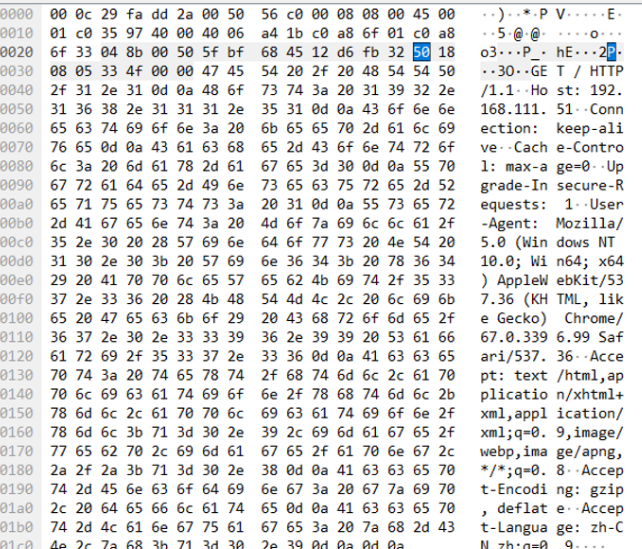 0000 00 0c 29 fa dd 2a 00 50 56 c0 00 08 08 00 45 00 ··)··*·P V·····E·
0010 01 c0 35 97 40 00 40 06 a4 1b c0 a8 6f 01 c0 a8 ··5·@·@· ····o···
0020 6f 33 04 8b 00 50 5f bf 68 45 12 d6 fb 32 50 18 o3···P_· hE···2P·
0030 08 05 33 4f 00 00 47 45 54 20 2f 20 48 54 54 50 ··3O··GE T / HTTP
0040 2f 31 2e 31 0d 0a 48 6f 73 74 3a 20 31 39 32 2e /1.1··Ho st: 192.
0050 31 36 38 2e 31 31 31 2e 35 31 0d 0a 43 6f 6e 6e 168.111. 51··Conn
0060 65 63 74 69 6f 6e 3a 20 6b 65 65 70 2d 61 6c 69 ection: keep-ali
0070 76 65 0d 0a 43 61 63 68 65 2d 43 6f 6e 74 72 6f ve··Cach e-Contro
0080 6c 3a 20 6d 61 78 2d 61 67 65 3d 30 0d 0a 55 70 l: max-a ge=0··Up
0090 67 72 61 64 65 2d 49 6e 73 65 63 75 72 65 2d 52 grade-In secure-R
00a0 65 71 75 65 73 74 73 3a 20 31 0d 0a 55 73 65 72 equests: 1··User
00b0 2d 41 67 65 6e 74 3a 20 4d 6f 7a 69 6c 6c 61 2f -Agent: Mozilla/
00c0 35 2e 30 20 28 57 69 6e 64 6f 77 73 20 4e 54 20 5.0 (Win dows NT
00d0 31 30 2e 30 3b 20 57 69 6e 36 34 3b 20 78 36 34 10.0; Wi n64; x64
00e0 29 20 41 70 70 6c 65 57 65 62 4b 69 74 2f 35 33 ) AppleW ebKit/53
00f0 37 2e 33 36 20 28 4b 48 54 4d 4c 2c 20 6c 69 6b 7.36 (KH TML, lik
0100 65 20 47 65 63 6b 6f 29 20 43 68 72 6f 6d 65 2f e Gecko) Chrome/
0110 36 37 2e 30 2e 33 33 39 36 2e 39 39 20 53 61 66 67.0.339 6.99 Saf
0120 61 72 69 2f 35 33 37 2e 33 36 0d 0a 41 63 63 65 ari/537. 36··Acce
0130 70 74 3a 20 74 65 78 74 2f 68 74 6d 6c 2c 61 70 pt: text /html,ap
0140 70 6c 69 63 61 74 69 6f 6e 2f 78 68 74 6d 6c 2b plicatio n/xhtml+
0150 78 6d 6c 2c 61 70 70 6c 69 63 61 74 69 6f 6e 2f xml,appl ication/
0160 78 6d 6c 3b 71 3d 30 2e 39 2c 69 6d 61 67 65 2f xml;q=0. 9,image/
0170 77 65 62 70 2c 69 6d 61 67 65 2f 61 70 6e 67 2c webp,ima ge/apng,
0180 2a 2f 2a 3b 71 3d 30 2e 38 0d 0a 41 63 63 65 70 */*;q=0. 8··Accep
0190 74 2d 45 6e 63 6f 64 69 6e 67 3a 20 67 7a 69 70 t-Encodi ng: gzip
01a0 2c 20 64 65 66 6c 61 74 65 0d 0a 41 63 63 65 70 , deflat e··Accep
01b0 74 2d 4c 61 6e 67 75 61 67 65 3a 20 7a 68 2d 43 t-Langua ge: zh-C
01c0 4e 2c 7a 68 3b 71 3d 30 2e 39 0d 0a 0d 0a N,zh;q=0 .9····